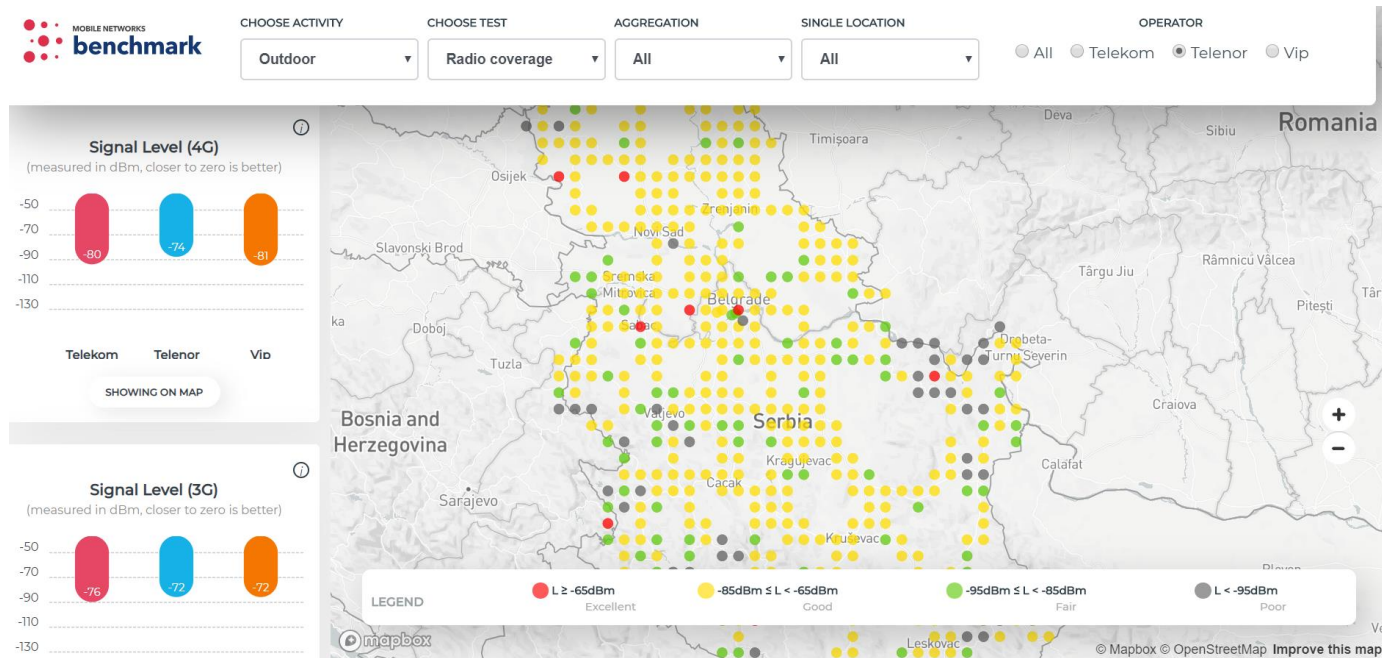 MOBILE NETWORKS
benchmark
CHOOSE ACTIVITY
Outdoor
CHOOSE TEST
Radio coverage
AGGREGATION
All
SINGLE LOCATION
All
OPERATOR
All Telekom Telenor Vip
Signal Level (4G)
(measured in dBm, closer to zero is better)
-50
-70
-90
-110
-130
-80
-74
-81
Telekom Telenor Vip
SHOWING ON MAP
Signal Level (3G)
(measured in dBm, closer to zero is better)
-50
-70
-90
-110
-130
-76
-72
-72
Deva
Sibiu
Romania
Timișoara
Osijek
Zrenjanin
Novi Sad
Slavonski Brod
Râmnicu Vâlcea
Târgu Jiu
Sremska
Mitrovica
Belgrade
Pitești
Doboj
Šabac
Drobeta-
Turnu Severin
Tuzla
Craiova
Valjevo
Bosnia and
Herzegovina
Serbia
Kragujevac
Calafat
Cacak
Sarajevo
Kruševac
LEGEND
L ≥ -65dBm
Excellent
-85dBm ≤ L < -65dBm
Good
-95dBm ≤ L < -85dBm
Fair
L < -95dBm
Poor
mapbox
Leskovac
© Mapbox © OpenStreetMap Improve this map